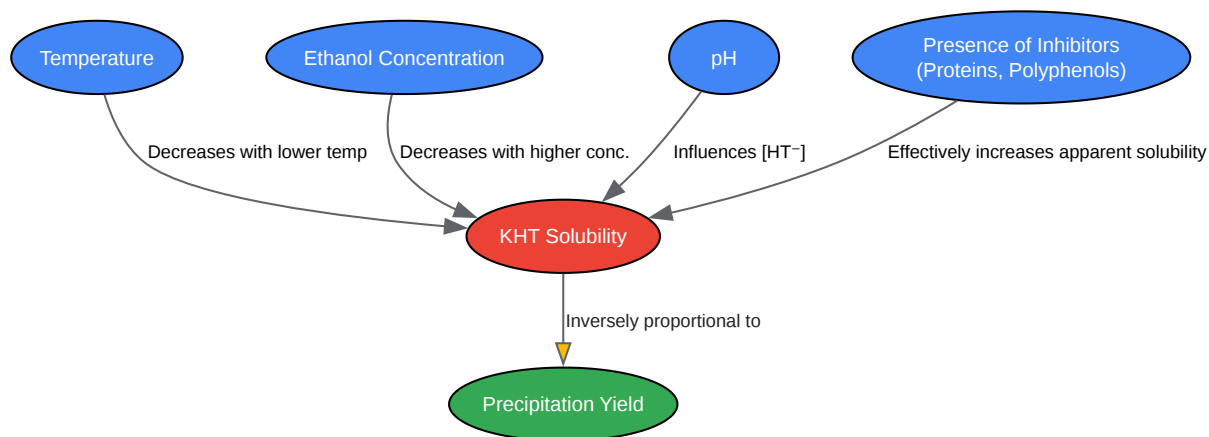 Temperature
Ethanol Concentration
pH
Presence of Inhibitors
(Proteins, Polyphenols)
Decreases with lower temp
Decreases with higher conc.
Influences [HT⁻]
Effectively increases apparent solubility
KHT Solubility
Inversely proportional to
Precipitation Yield